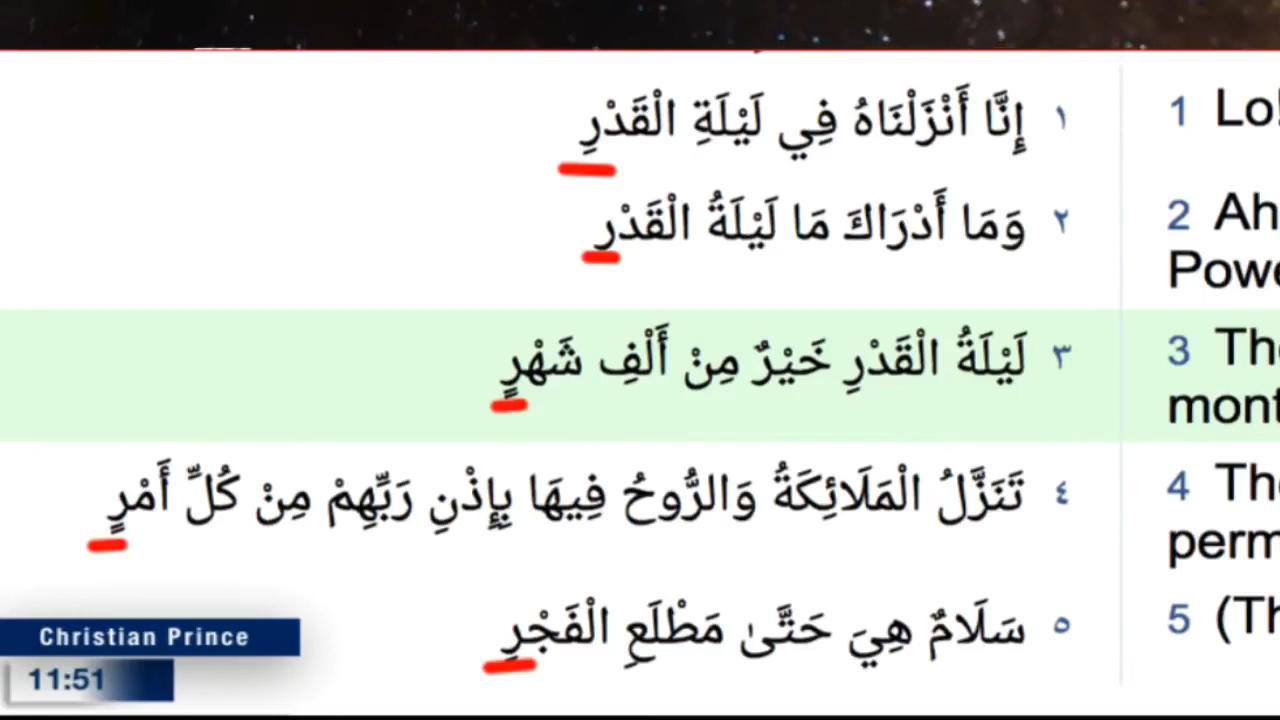 إِنَّا أَنْزَلْنَاهُ فِي لَيْلَةِ الْقَدْرِ ١
1 Lo!
وَمَا أَدْرَاكَ مَا لَيْلَةُ الْقَدْرِ ٢
2 Ah
Powe
لَيْلَةُ الْقَدْرِ خَيْرٌ مِنْ أَلْفِ شَهْرٍ ٣
3 The
mont
تَنَزَّلُ الْمَلَائِكَةُ وَالرُّوحُ فِيهَا بِإِذْنِ رَبِّهِمْ مِنْ كُلِّ أَمْرٍ ٤
4 The
perm
سَلَامٌ هِيَ حَتَّىٰ مَطْلَعِ الْفَجْرِ ٥
5 (Th
Christian Prince
11:51